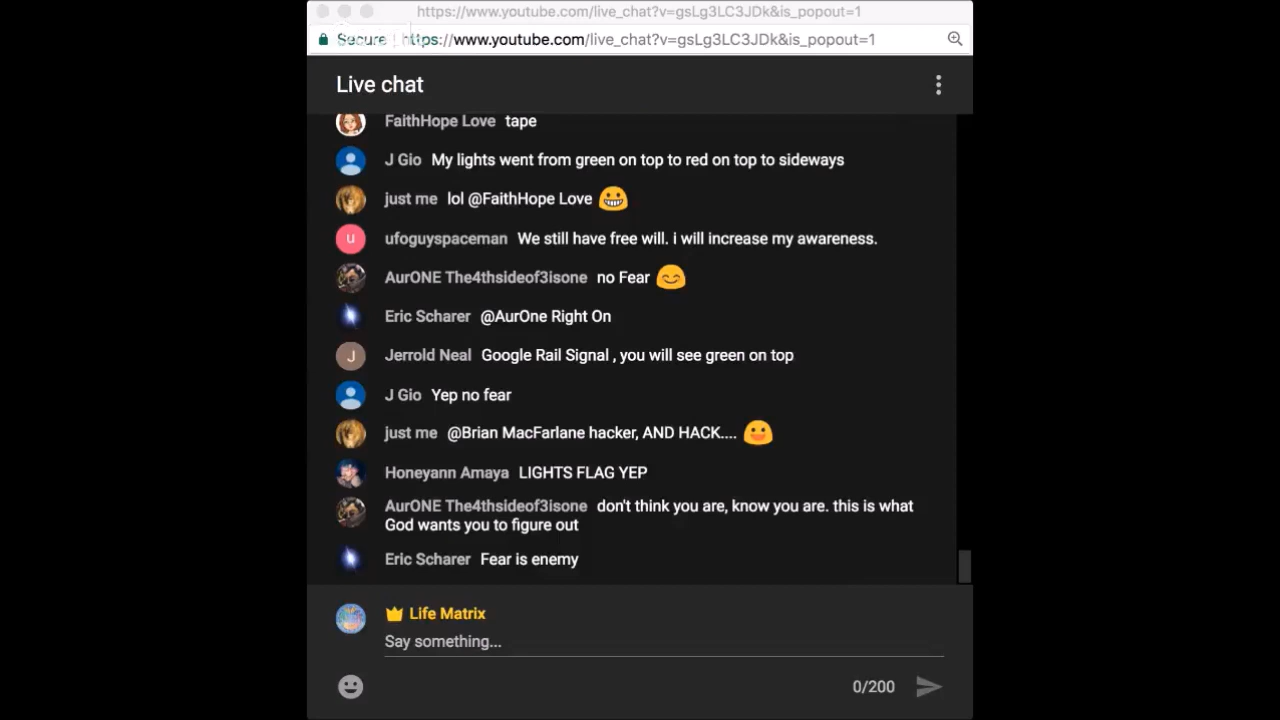 https://www.youtube.com/live_chat?v=gsLg3LC3JDk&is_popout=1
Secure https://www.youtube.com/live_chat?v=gsLg3LC3JDk&is_popout=1
Live chat
FaithHope Love tape
J Gio My lights went from green on top to red on top to sideways
just me lol @FaithHope Love
u ufoguyspaceman We still have free will. i will increase my awareness.
AurONE The4thsideof3isone no Fear
Eric Scharer @AurOne Right On
J Jerrold Neal Google Rail Signal , you will see green on top
J Gio Yep no fear
just me @Brian MacFarlane hacker, AND HACK....
Honeyann Amaya LIGHTS FLAG YEP
AurONE The4thsideof3isone don't think you are, know you are. this is what
God wants you to figure out
Eric Scharer Fear is enemy
Life Matrix
Say something...
0/200